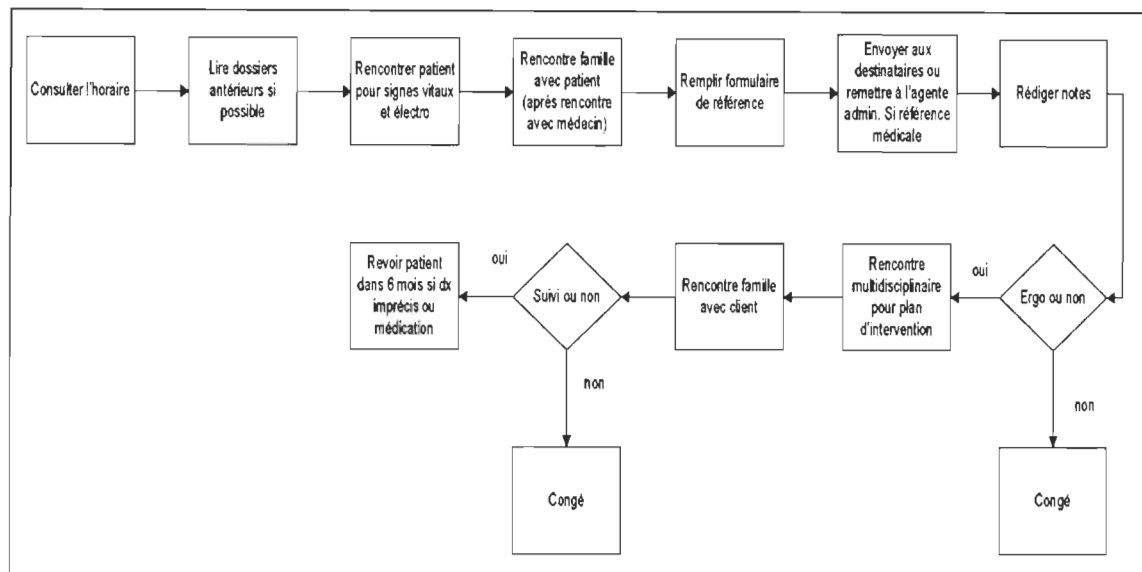 Consulter l'horaire
Lire dossiers
antérieurs si
possible
Rencontrer patient
pour signes vitaux
et électro
Rencontre famille
avec patient
(après rencontre
avec médecin)
Remplir formulaire
de référence
Envoyer aux
destinataires ou
remettre à l'agente
admin. Si référence
médicale
Rédiger notes
Ergo ou non
oui
non
Congé
Rencontre
multidisciplinaire
pour plan
d'intervention
Rencontre famille
avec client
Suivi ou non
oui
non
Congé
Revoir patient
dans 6 mois si dx
imprécis ou
médication